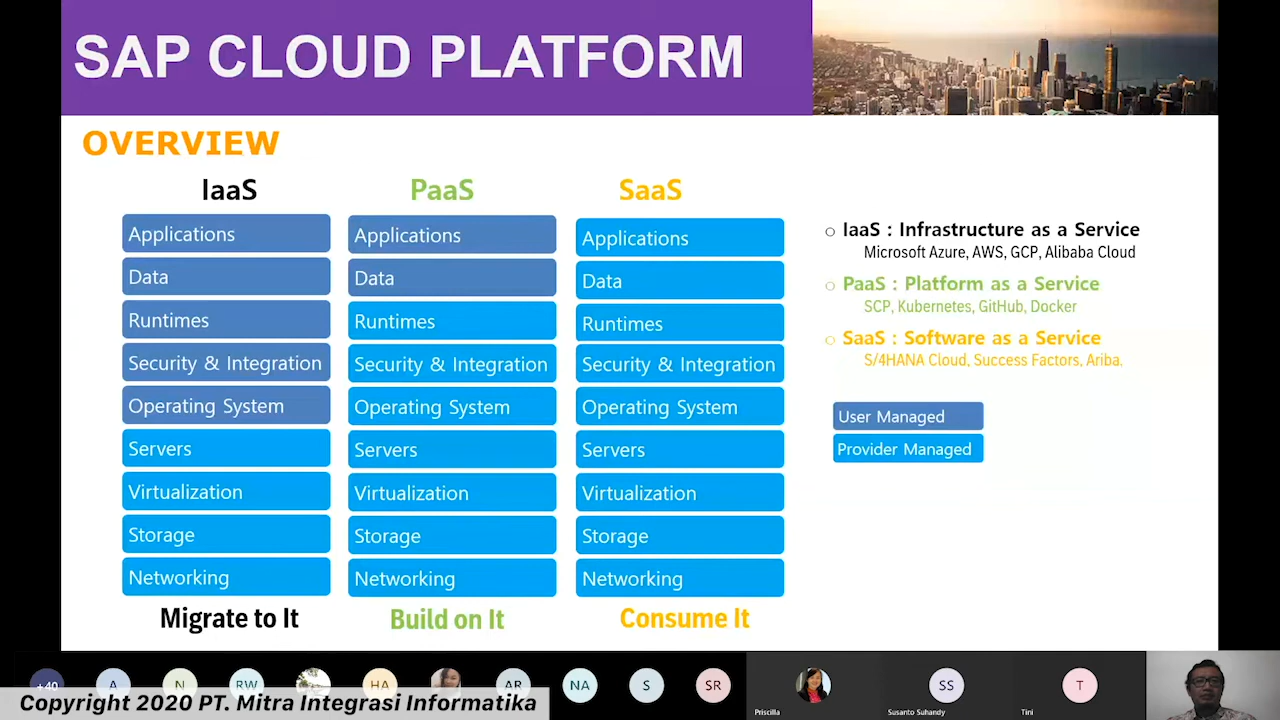 SAP CLOUD PLATFORM
OVERVIEW
IaaS
Applications
Data
Runtimes
Security & Integration
Operating System
Servers
Virtualization
Storage
Networking
Migrate to It
PaaS
Applications
Data
Runtimes
Security & Integration
Operating System
Servers
Virtualization
Storage
Networking
Build on It
SaaS
Applications
Data
Runtimes
Security & Integration
Operating System
Servers
Virtualization
Storage
Networking
Consume It
IaaS : Infrastructure as a Service
Microsoft Azure, AWS, GCP, Alibaba Cloud
PaaS : Platform as a Service
SCP, Kubernetes, GitHub, Docker
SaaS : Software as a Service
S/4HANA Cloud, Success Factors, Ariba.
User Managed
Provider Managed
+40
A
N
RW
HA
AR
NA
S
SR
Priscilla
SS
Susanto Suhandy
T
Tini
Copyright 2020 PT. Mitra Integrasi Informatika